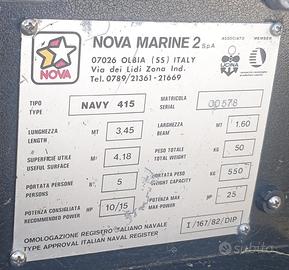 NOVA
NOVA MARINE 2 SpA
07026 OLBIA (SS) ITALY
Via dei Lidi Zona Ind.
Tel. 0789/21361-21669
ASSOCIATO
MEMBER
UCINA
TIPO
TYPE
NAVY 415
MATRICOLA
SERIAL
00578
LUNGHEZZA
LENGTH
MT
3,45
LARGHEZZA
BEAM
MT
1.60
SUPERFICIE UTILE
USEFUL SURFACE
M²
4.18
PESO TOTALE
TOTAL WEIGHT
KG
50
PORTATA PERSONE
PERSONS
N°
5
PORTATA PESO
WEIGHT CAPACITY
KG
550
POTENZA CONSIGLIATA
RECOMMENDED POWER
HP
10/15
POTENZA MAX
MAX POWER
HP
25
OMOLOGAZIONE REGISTRO ITALIANO NAVALE
TYPE APPROVAL ITALIAN NAVAL REGISTER
I/167/82/DIP
subito